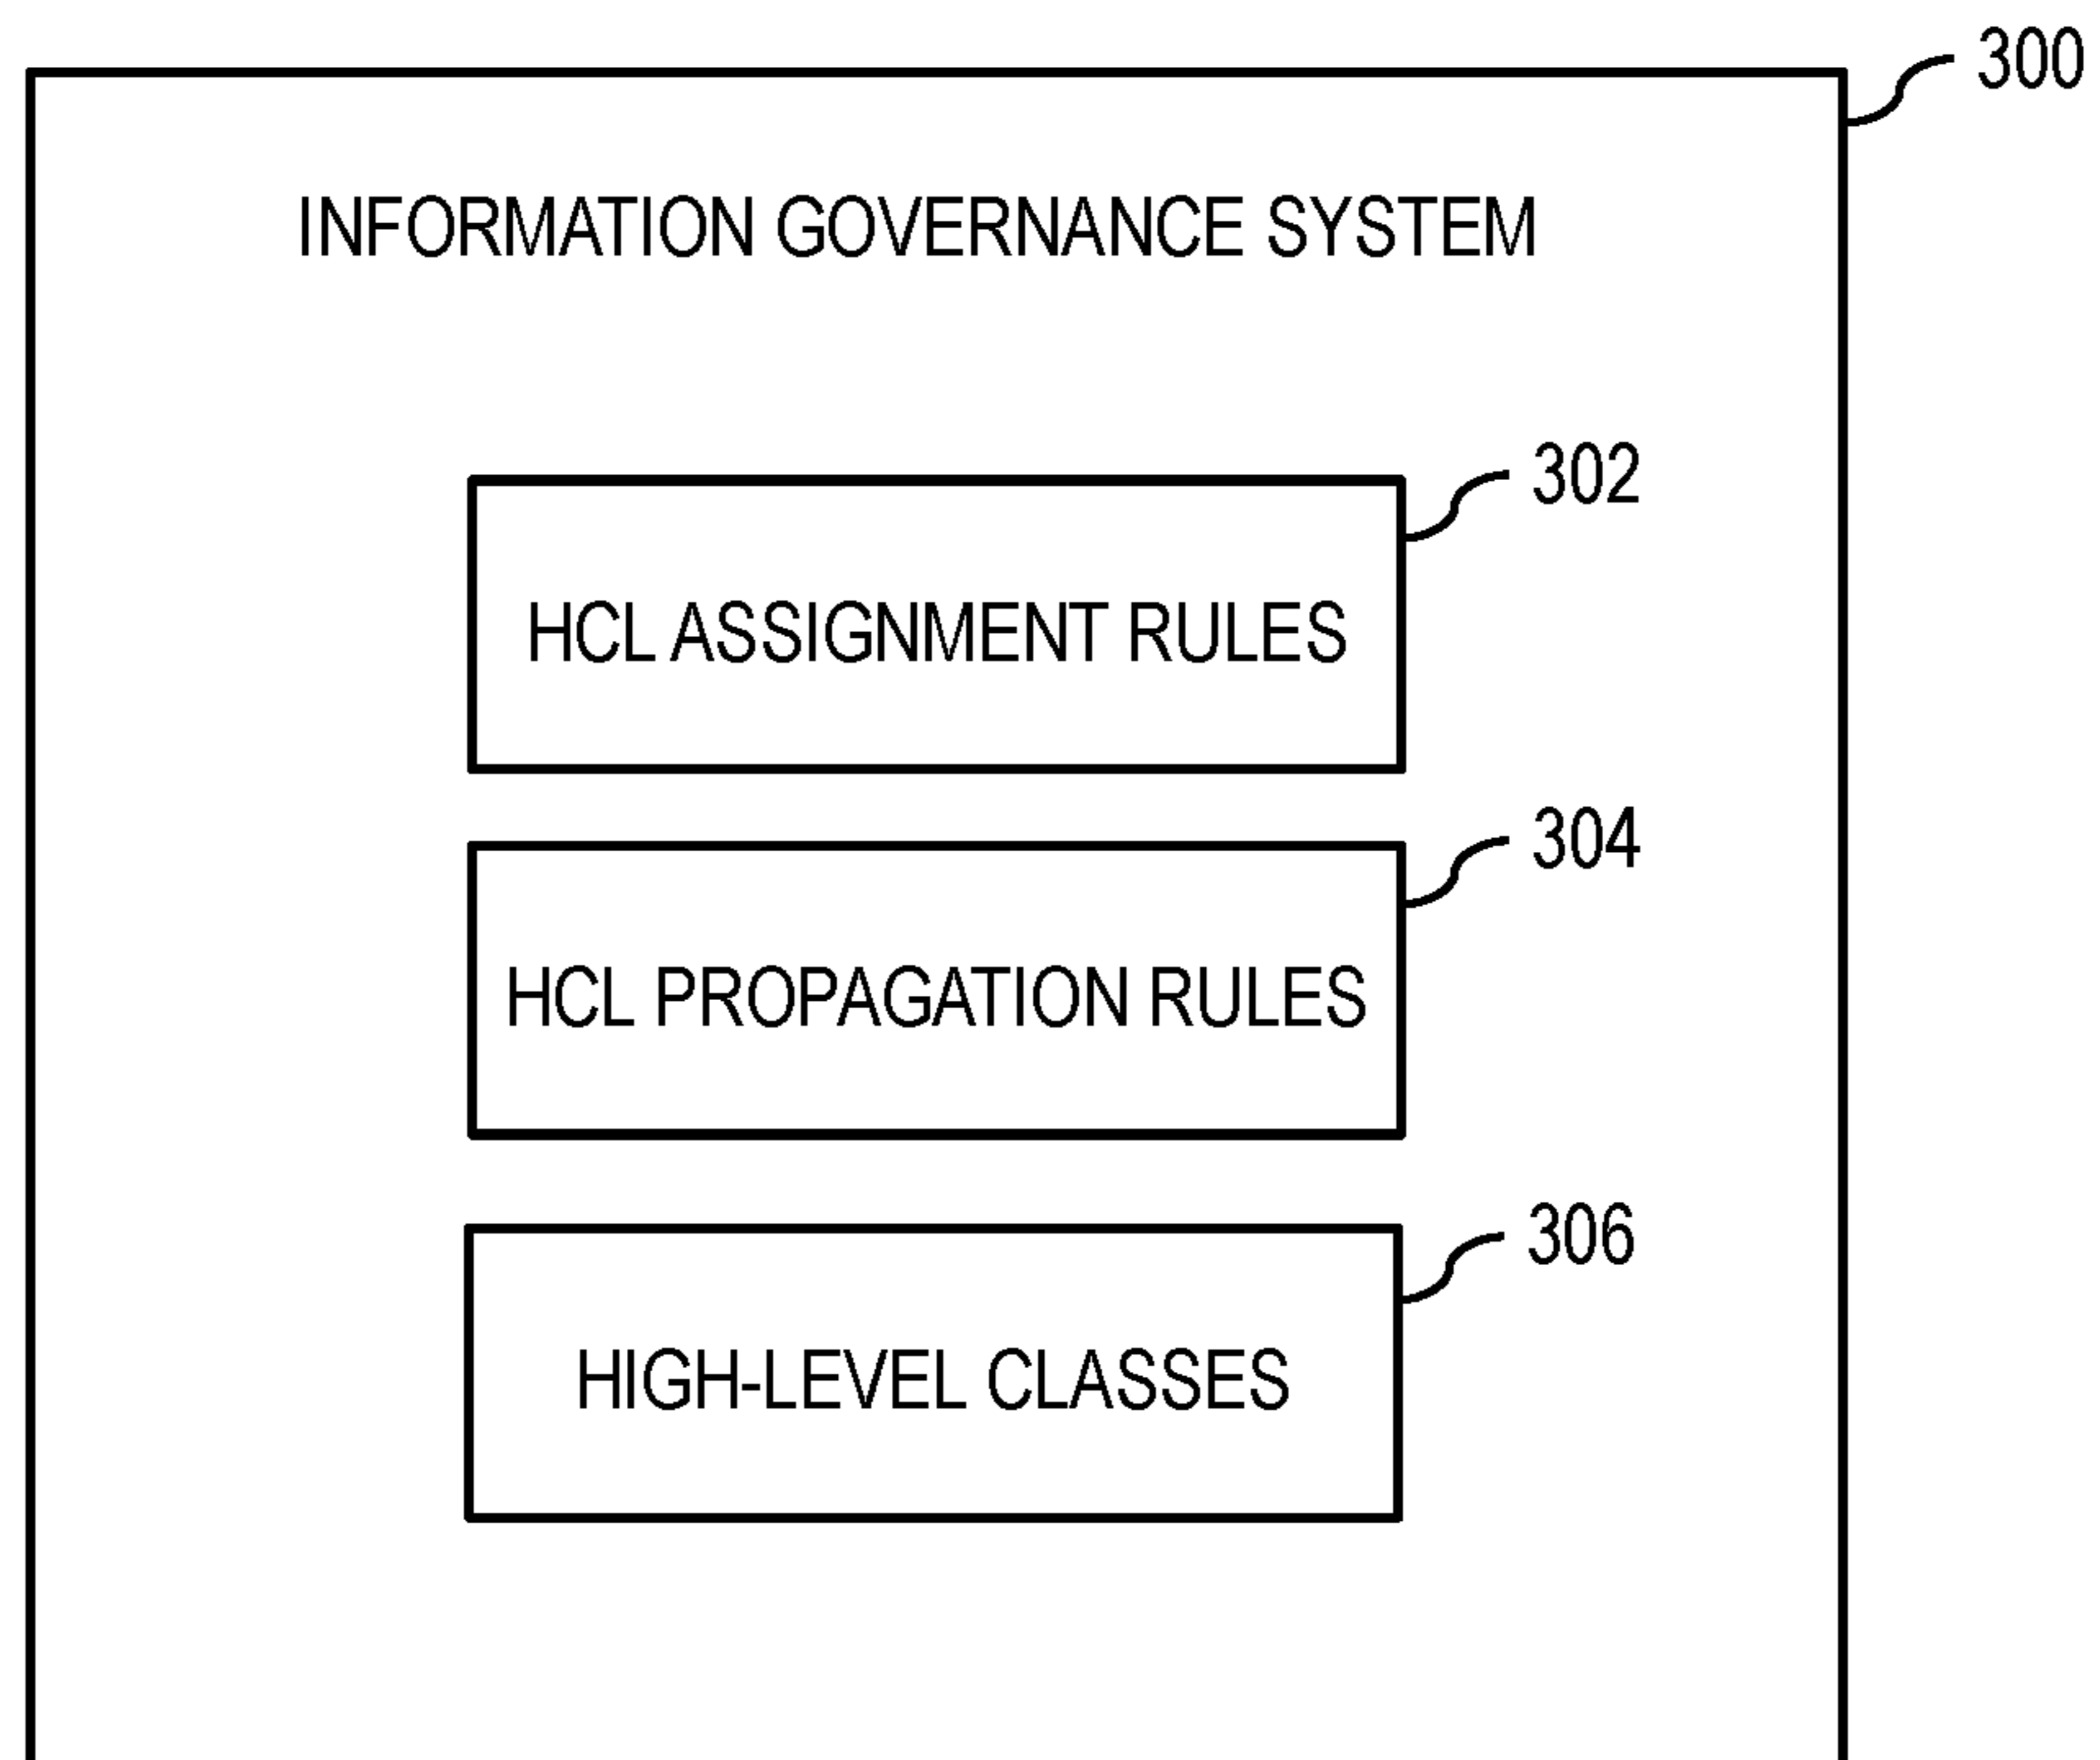 300
INFORMATION GOVERNANCE SYSTEM
302
HCL ASSIGNMENT RULES
304
HCL PROPAGATION RULES
306
HIGH-LEVEL CLASSES